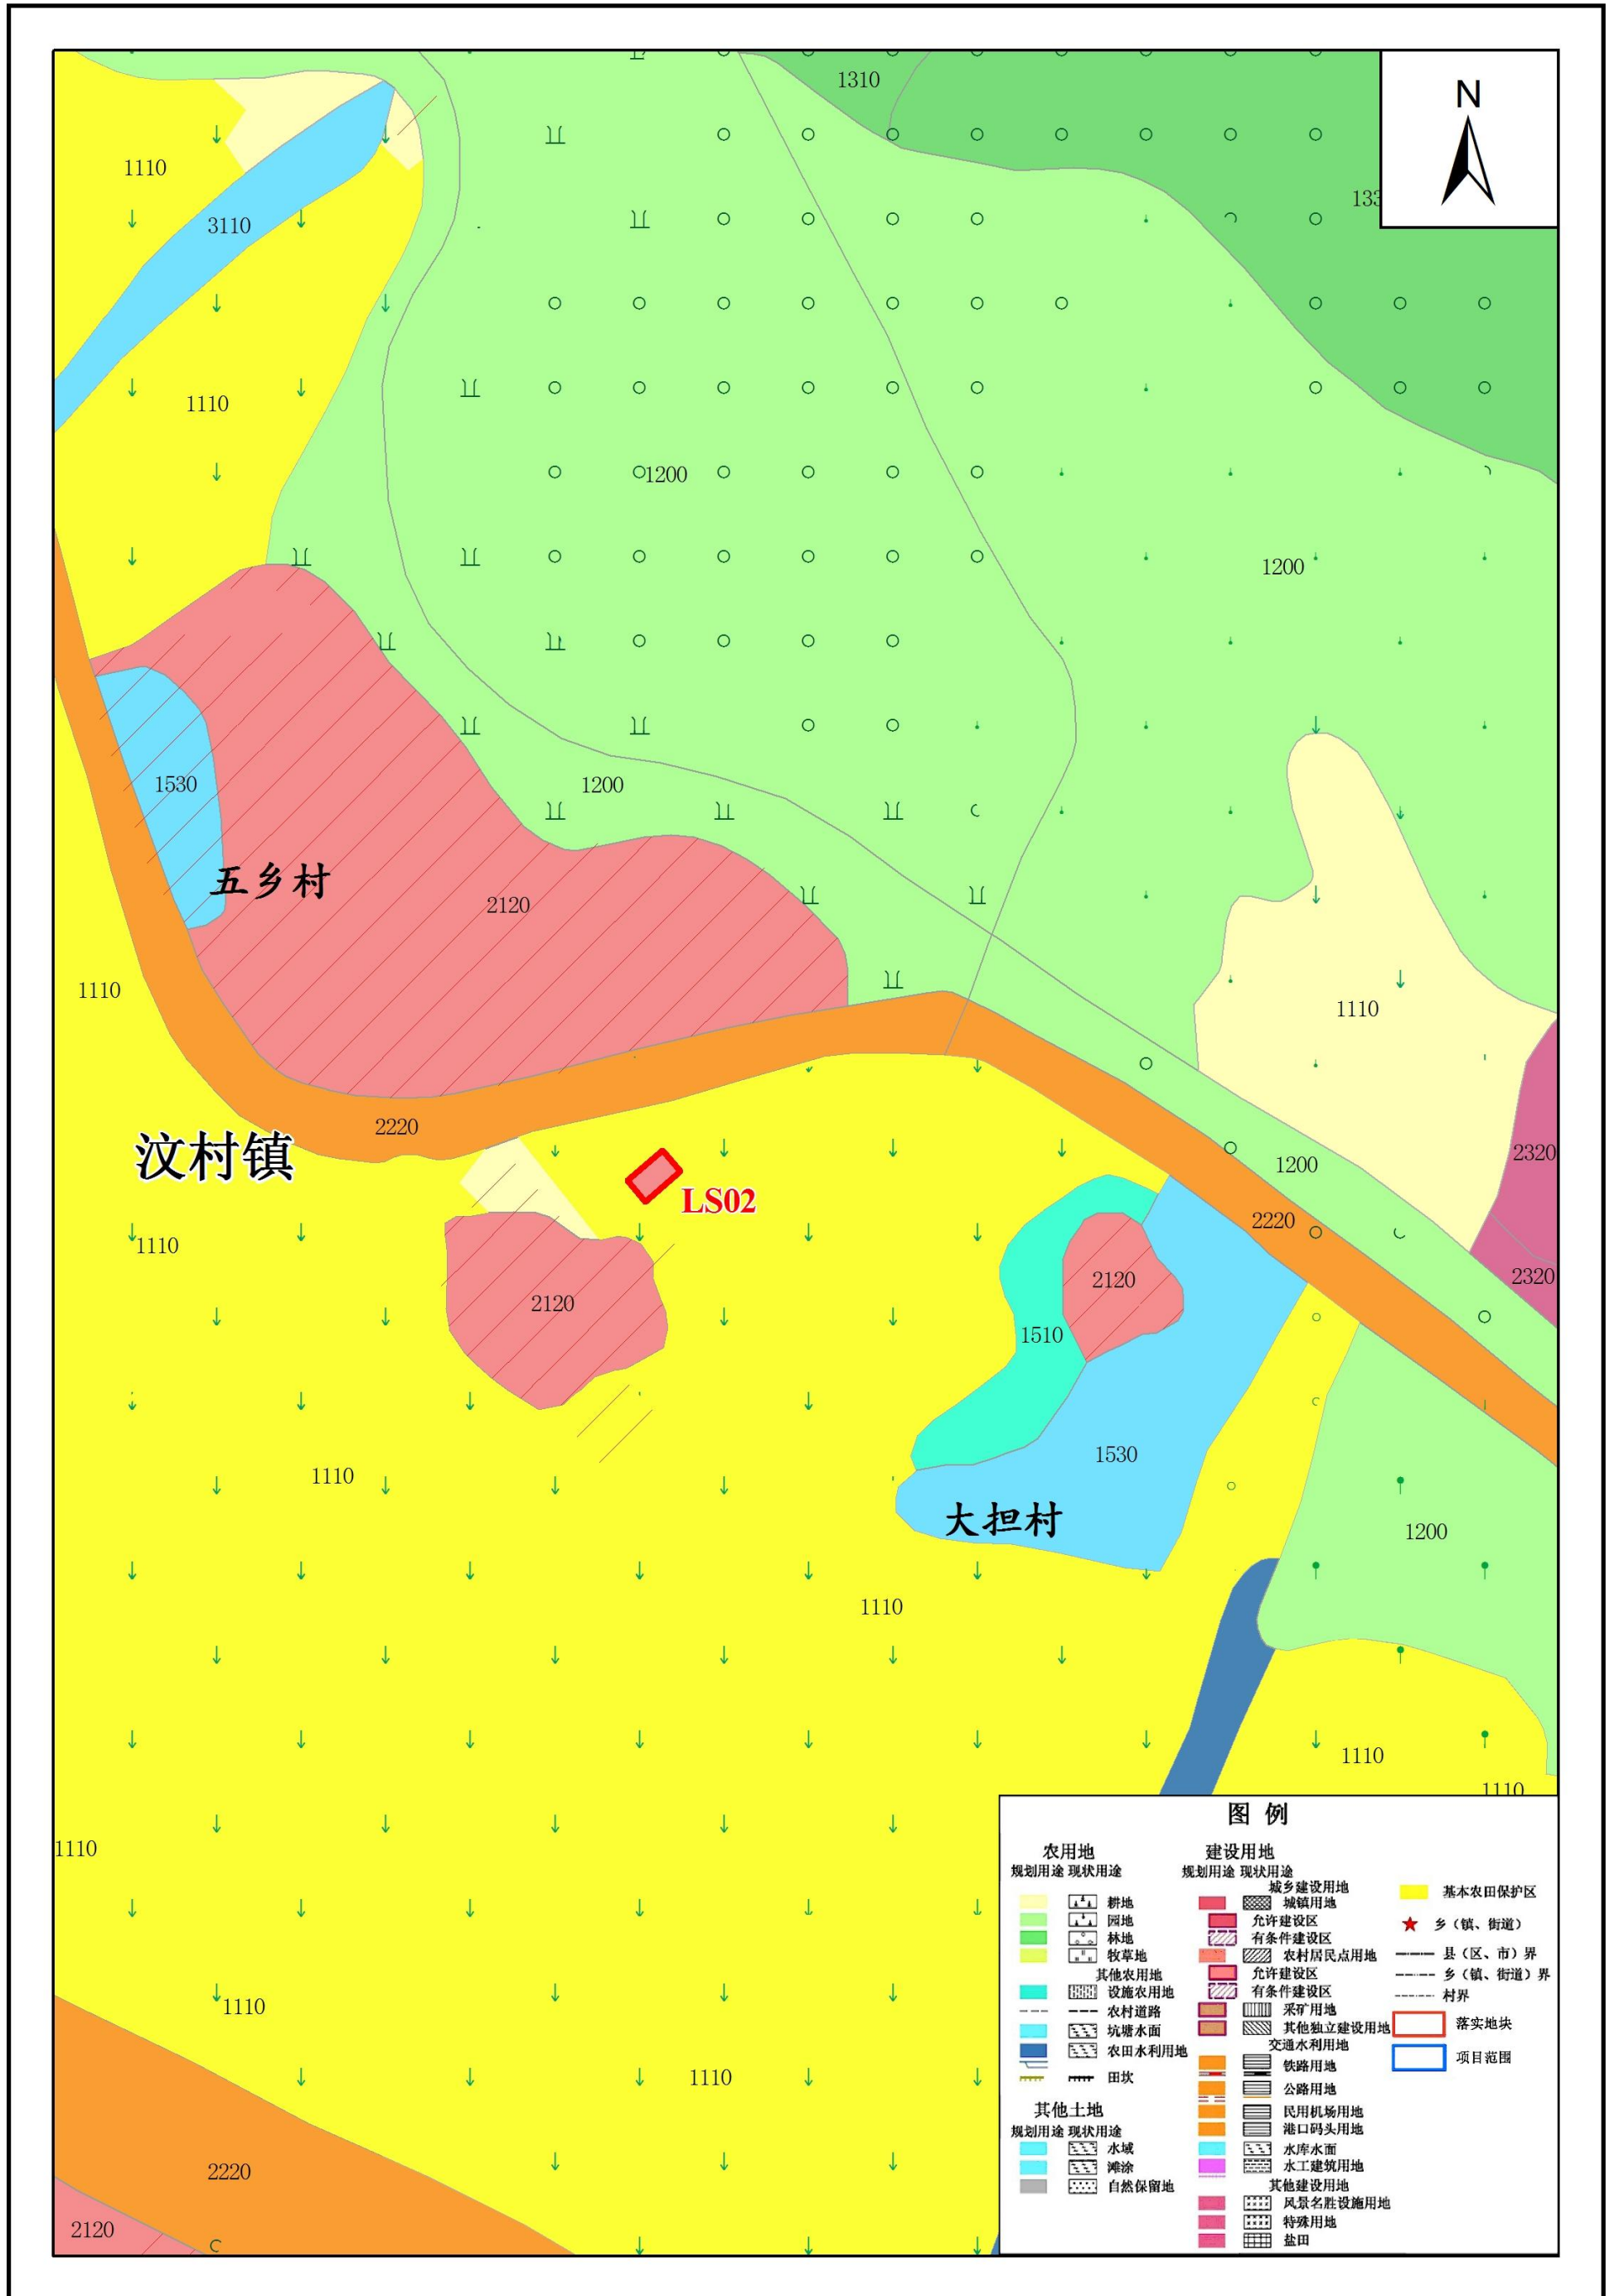 1310
N
1110
133
3110
1110
1200
1200
1530
1200
五乡村
2120
1110
1110
2220
汶村镇
2320
1200
LS02
2220
1110
2320
2120
2120
1510
1530
1110
大担村
1200
1110
1110
1110
1110
1110
1110
2220
2120
图 例
农用地
规划用途 现状用途
耕地
园地
林地
牧草地
其他农用地
设施农用地
农村道路
坑塘水面
农田水利用地
田坎
其他土地
规划用途 现状用途
水域
滩涂
自然保留地
建设用地
规划用途 现状用途
城乡建设用地
城镇用地
允许建设区
有条件建设区
农村居民点用地
允许建设区
有条件建设区
采矿用地
其他独立建设用地
交通水利用地
铁路用地
公路用地
民用机场用地
港口码头用地
水库水面
水工建筑用地
其他建设用地
风景名胜设施用地
特殊用地
盐田
基本农田保护区
乡（镇、街道）
县（区、市）界
乡（镇、街道）界
村界
落实地块
项目范围